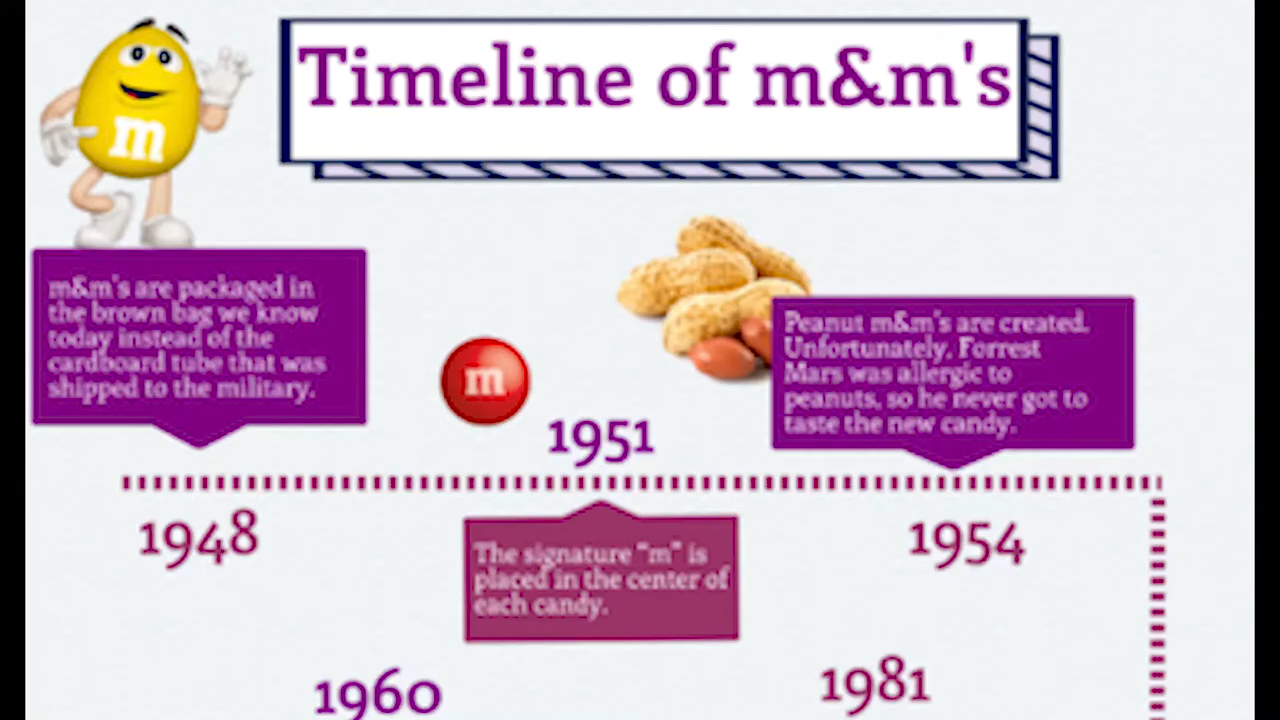 Timeline of m&m's
m
m&m's are packaged in
the brown bag we know
today instead of the
cardboard tube that was
shipped to the military.
1948
m
1951
The signature “m” is
placed in the center of
each candy.
Peanut m&m's are created.
Unfortunately, Forrest
Mars was allergic to
peanuts, so he never got to
taste the new candy.
1954
1960
1981